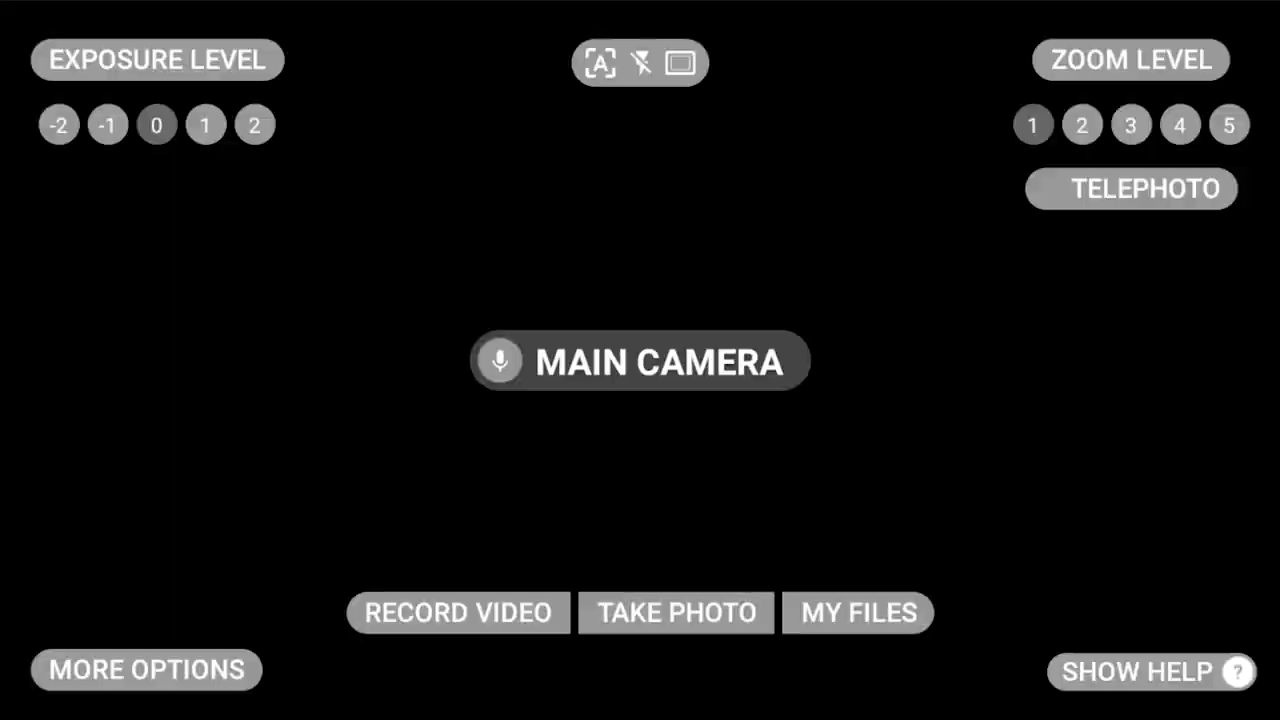 EXPOSURE LEVEL
A
ZOOM LEVEL
-2 -1 0 1 2
1 2 3 4 5
TELEPHOTO
MAIN CAMERA
RECORD VIDEO
TAKE PHOTO
MY FILES
MORE OPTIONS
SHOW HELP ?